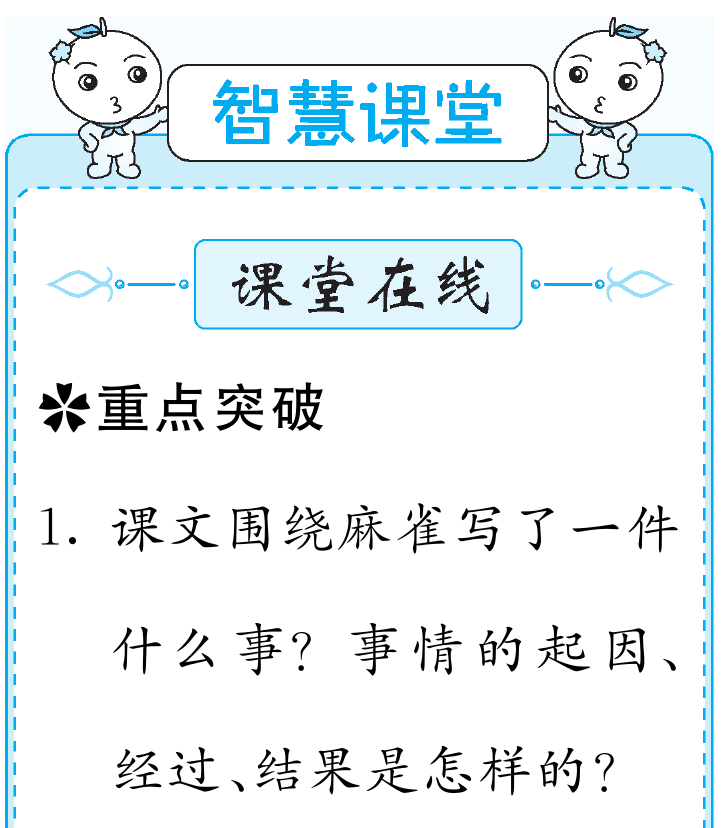 智慧课堂
课堂在线
重点突破
1. 课文围绕麻雀写了一件
什么事？事情的起因、
经过、结果是怎样的？